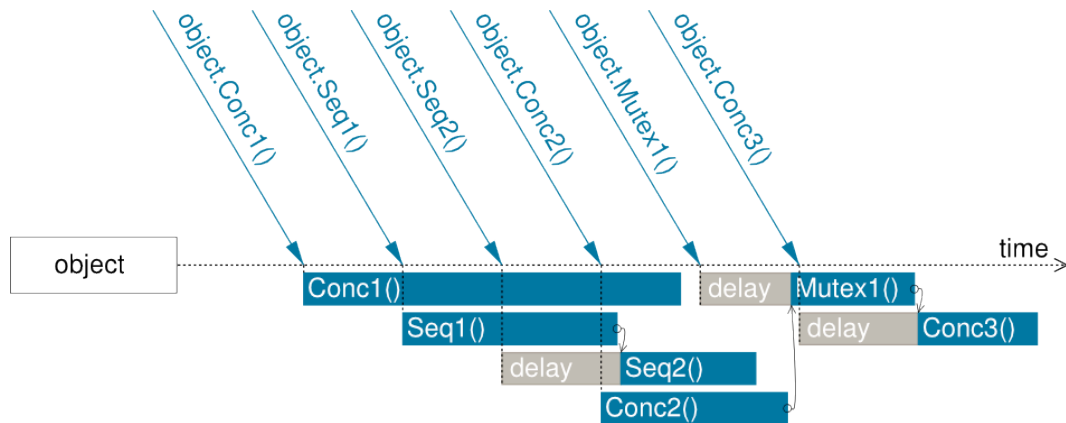 object.Conc1()
object.Seq1()
object.Seq2()
object.Conc2()
object.Mutex1()
object.Conc3()
object
time
Conc1()
delay
Mutex1()
Seq1()
delay
Conc3()
delay
Seq2()
Conc2()